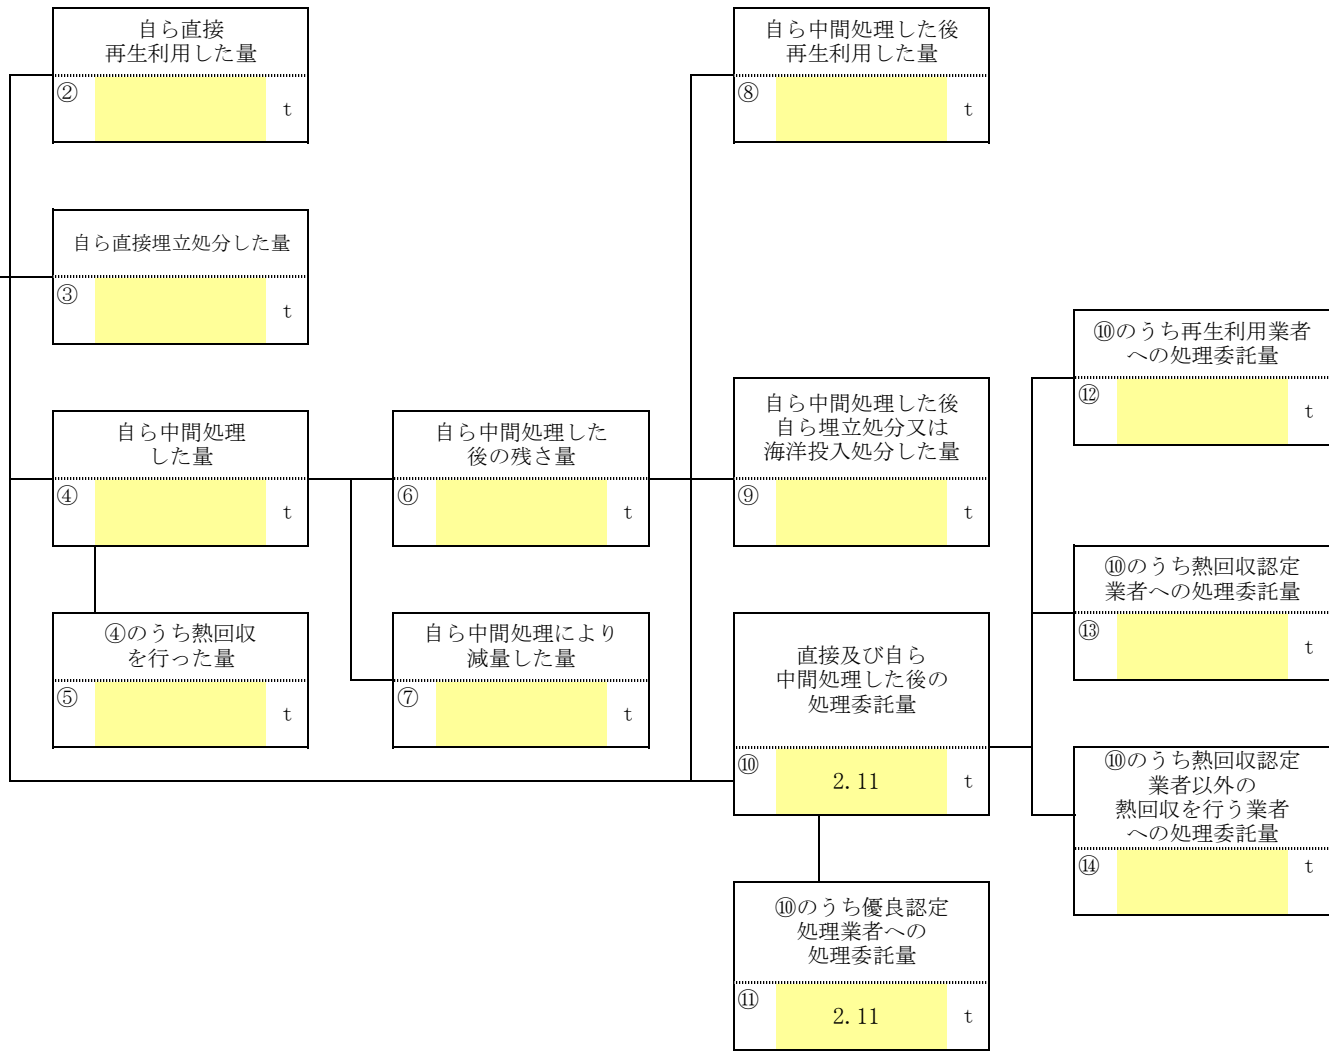 自ら直接
再生利用した量
②
t
自ら直接埋立処分した量
③
t
自ら中間処理
した量
④
t
④のうち熱回収
を行った量
⑤
t
自ら中間処理した
後の残さ量
⑥
t
自ら中間処理により
減量した量
⑦
t
自ら中間処理した後
再生利用した量
⑧
t
自ら中間処理した後
自ら埋立処分又は
海洋投入処分した量
⑨
t
直接及び自ら
中間処理した後の
処理委託量
⑩ 2.11 t
⑩のうち優良認定
処理業者への
処理委託量
⑪ 2.11 t
⑩のうち再生利用業者
への処理委託量
⑫
t
⑩のうち熱回収認定
業者への処理委託量
⑬
t
⑩のうち熱回収認定
業者以外の
熱回収を行う業者
への処理委託量
⑭
t